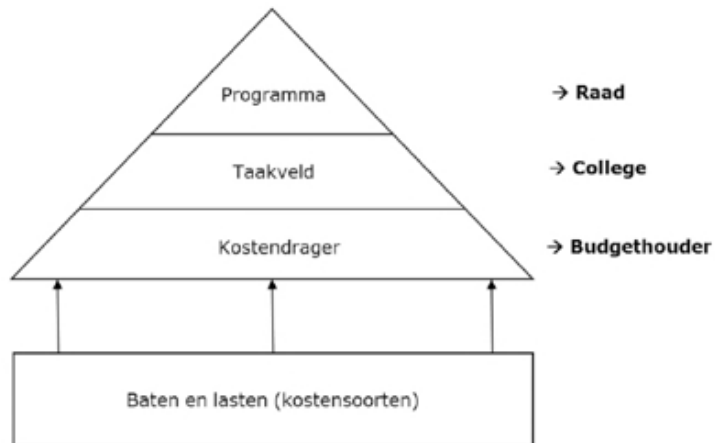 Programma
→ Raad
Taakveld
→ College
Kostendrager
→ Budgethouder
Baten en lasten (kostensoorten)